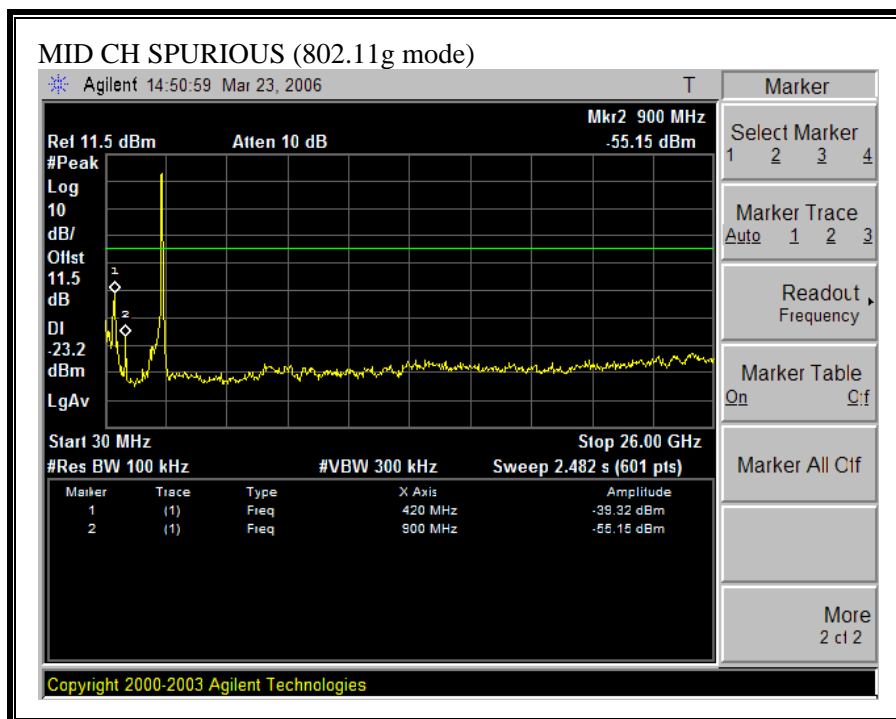 MID CH SPURIOUS (802.11g mode)
Agilent 14:50:59 Mar 23, 2006 T
Mkr2 900 MHz
Ref 11.5 dBm Atten 10 dB -55.15 dBm
#Peak
Log
10
dB/
Offst
11.5
dB
DI
-23.2
dBm
LgAv
1
2
Start 30 MHz Stop 26.00 GHz
#Res BW 100 kHz #VBW 300 kHz Sweep 2.482 s (601 pts)
Marker Trace Type X Axis Amplitude
1 (1) Freq 420 MHz -39.32 dBm
2 (1) Freq 900 MHz -55.15 dBm
Copyright 2000-2003 Agilent Technologies
Marker
Select Marker
1 2 3 4
Marker Trace
Auto 1 2 3
Readout
Frequency
Marker Table
On Off
Marker All Off
More
2 of 2